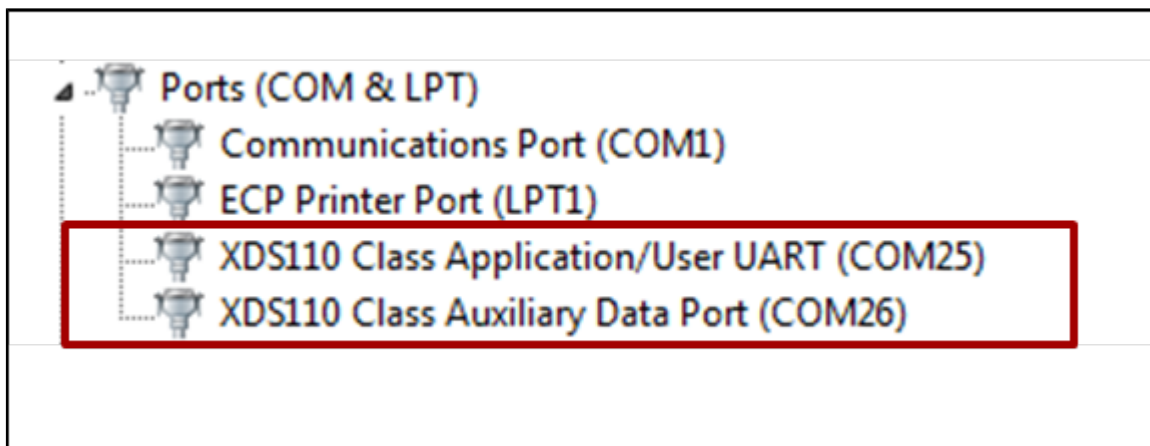 Ports (COM & LPT)
Communications Port (COM1)
ECP Printer Port (LPT1)
XDS110 Class Application/User UART (COM25)
XDS110 Class Auxiliary Data Port (COM26)